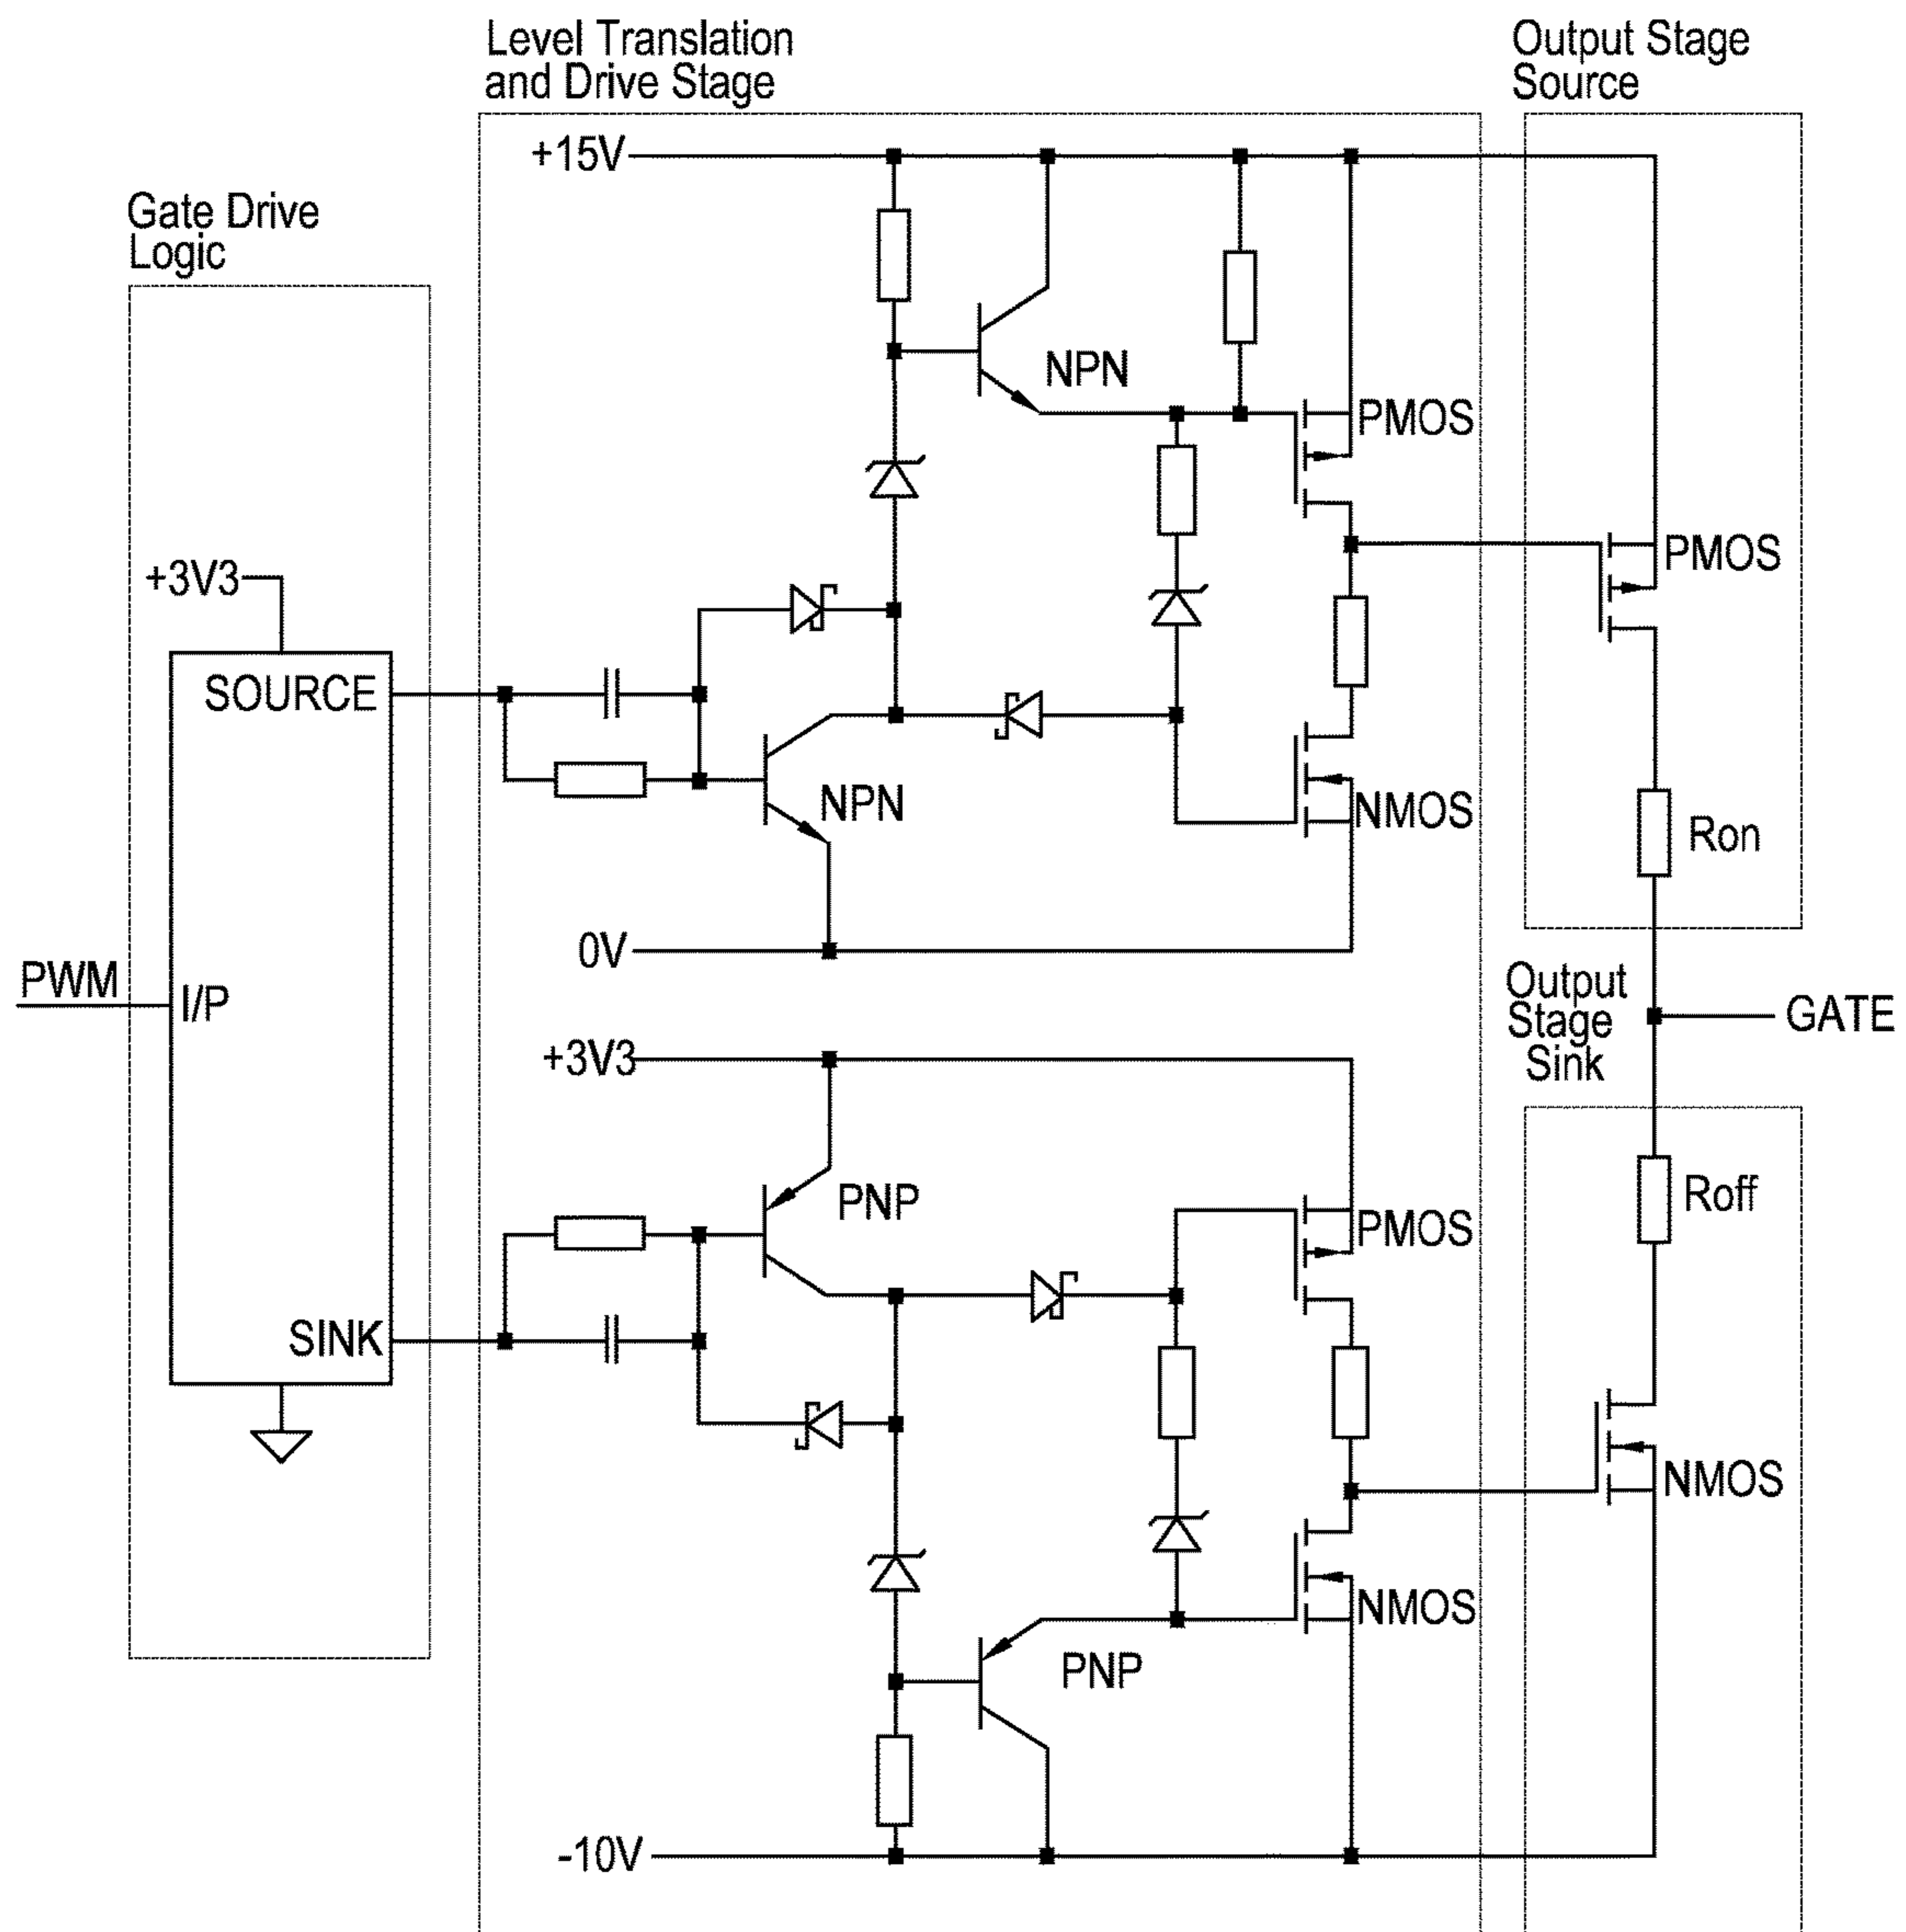 Level Translation
and Drive Stage
Output Stage
Source
+15V
Gate Drive
Logic
NPN
PMOS
PMOS
+3V3
SOURCE
NPN
NMOS
Ron
0V
PWM
I/P
Output
Stage
Sink
GATE
+3V3
PNP
PMOS
Roff
SINK
NMOS
NMOS
PNP
-10V